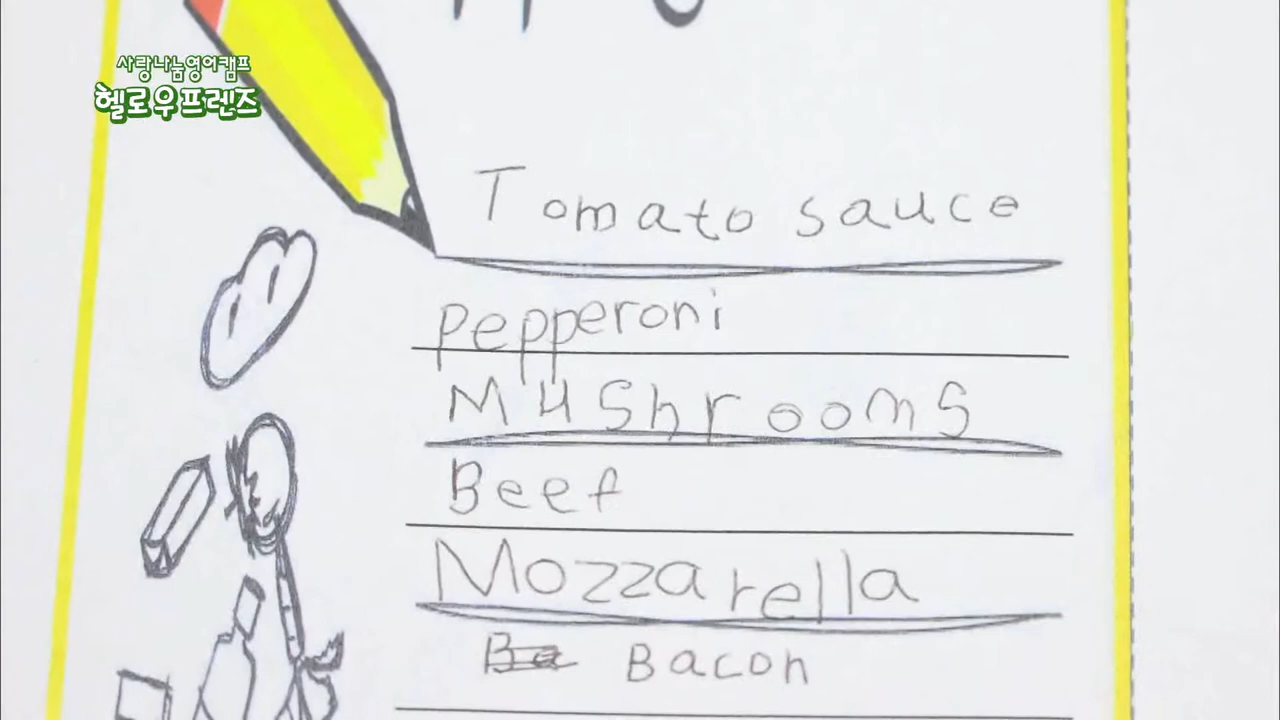 사랑나눔영어캠프
헬로우프렌즈
Tomato sauce
Pepperoni
Mushrooms
Beef
Mozzarella
Ba Bacon